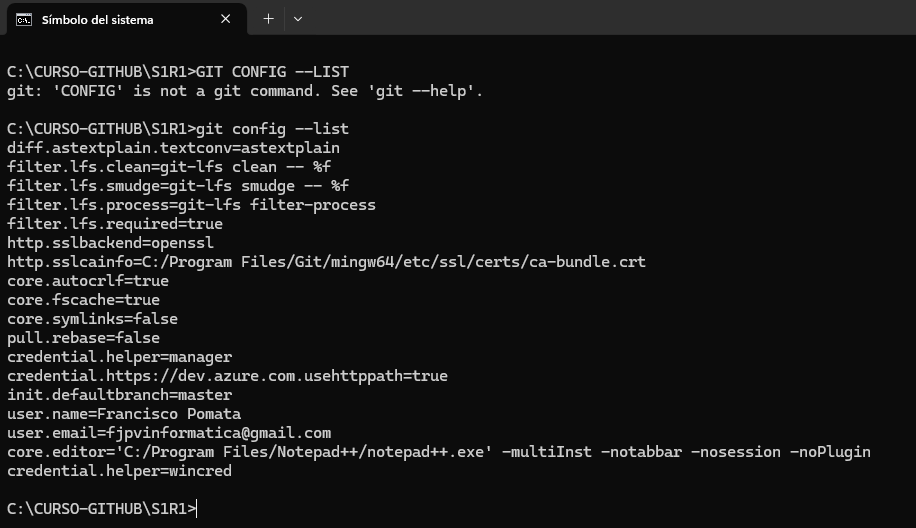 Símbolo del sistema
C:\CURSO-GITHUB\S1R1>GIT CONFIG --LIST
git: 'CONFIG' is not a git command. See 'git --help'.
C:\CURSO-GITHUB\S1R1>git config --list
diff.astextplain.textconv=astextplain
filter.lfs.clean=git-lfs clean -- %f
filter.lfs.smudge=git-lfs smudge -- %f
filter.lfs.process=git-lfs filter-process
filter.lfs.required=true
http.sslbackend=openssl
http.sslcainfo=C:/Program Files/Git/mingw64/etc/ssl/certs/ca-bundle.crt
core.autocrlf=true
core.fscache=true
core.symlinks=false
pull.rebase=false
credential.helper=manager
credential.https://dev.azure.com.usehttppath=true
init.defaultbranch=master
user.name=Francisco Pomata
user.email=fjpvinformatica@gmail.com
core.editor='C:/Program Files/Notepad++/notepad++.exe' -multiInst -notabbar -nosession -noPlugin
credential.helper=wincred
C:\CURSO-GITHUB\S1R1>